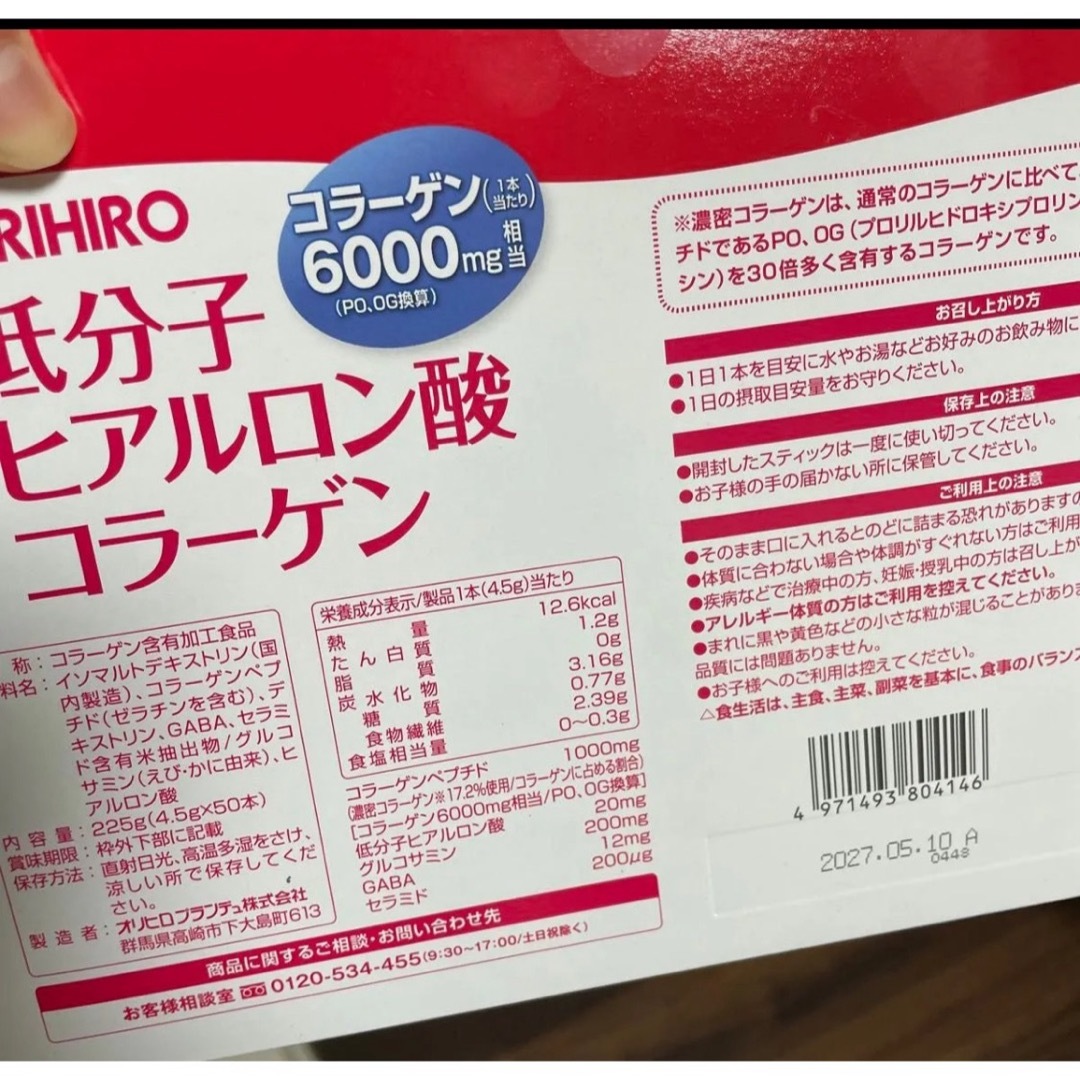 RIHIRO
低分子
ヒアルロン酸
コラーゲン
コラーゲン(1本当たり)
6000mg相当
(PO、OG換算)
※濃密コラーゲンは、通常のコラーゲンに比べて、
チドであるPO、OG(プロリルヒドロキシプロリン
シン)を30倍多く含有するコラーゲンです。
お召し上がり方
●1日1本を目安に水やお湯などお好みのお飲み物に
●1日の摂取目安量をお守りください。
保存上の注意
●開封したスティックは一度に使い切ってください。
●お子様の手の届かない所に保管してください。
ご利用上の注意
●そのまま口に入れるとのどに詰まる恐れがありますの
●体質に合わない場合や体調がすぐれない方はご利用
●疾病などで治療中の方、妊娠・授乳中の方は召し上が
●アレルギー体質の方はご利用を控えてください。
●まれに黒や黄色などの小さな粒が混じることがありま
品質には問題ありません。
●お子様へのご利用は控えてください。
△食生活は、主食、主菜、副菜を基本に、食事のバランス
4 971493 804146
2027.05.10 A
0448
称：コラーゲン含有加工食品
料名：イソマルトデキストリン(国
内製造)、コラーゲンペプ
チド(ゼラチンを含む)、デ
キストリン、GABA、セラミ
ド含有米抽出物/グルコ
サミン(えび・かに由来)、ヒ
アルロン酸
内容量：225g(4.5g×50本)
賞味期限：枠外下部に記載
保存方法：直射日光、高温多湿をさけ、
涼しい所で保存してくだ
さい。
製造者：オリヒロプランデュ株式会社
群馬県高崎市下大島町613
栄養成分表示/製品1本(4.5g)当たり
熱量 12.6kcal
たん白質 1.2g
脂質 0g
炭水化物 3.16g
糖質 0.77g
食物繊維 2.39g
食塩相当量 0～0.3g
コラーゲンペプチド 1000mg
(濃密コラーゲン※17.2%使用/コラーゲンに占める割合)
[コラーゲン6000mg相当/PO、OG換算]
低分子ヒアルロン酸 20mg
グルコサミン 200mg
GABA 12mg
セラミド 200μg
商品に関するご相談・お問い合わせ先
お客様相談室 0120-534-455(9:30～17:00/土日祝除く)